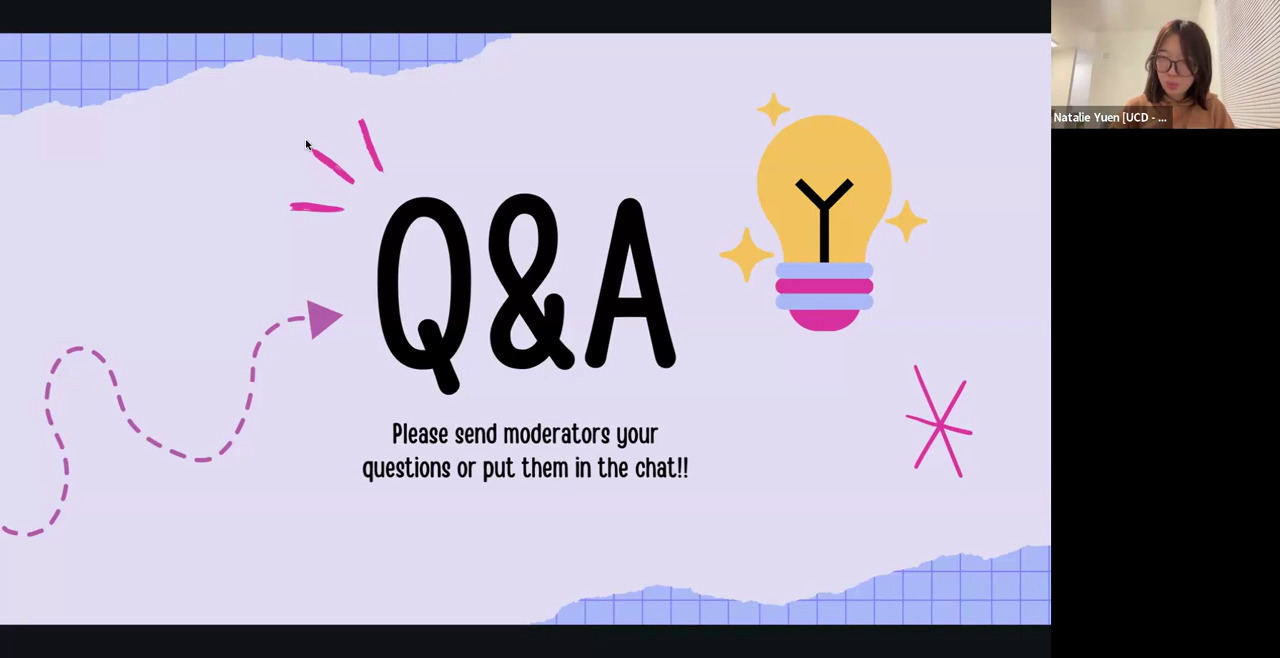 Q&A
Please send moderators your
questions or put them in the chat!!
Natalie Yuen [UCD - ...